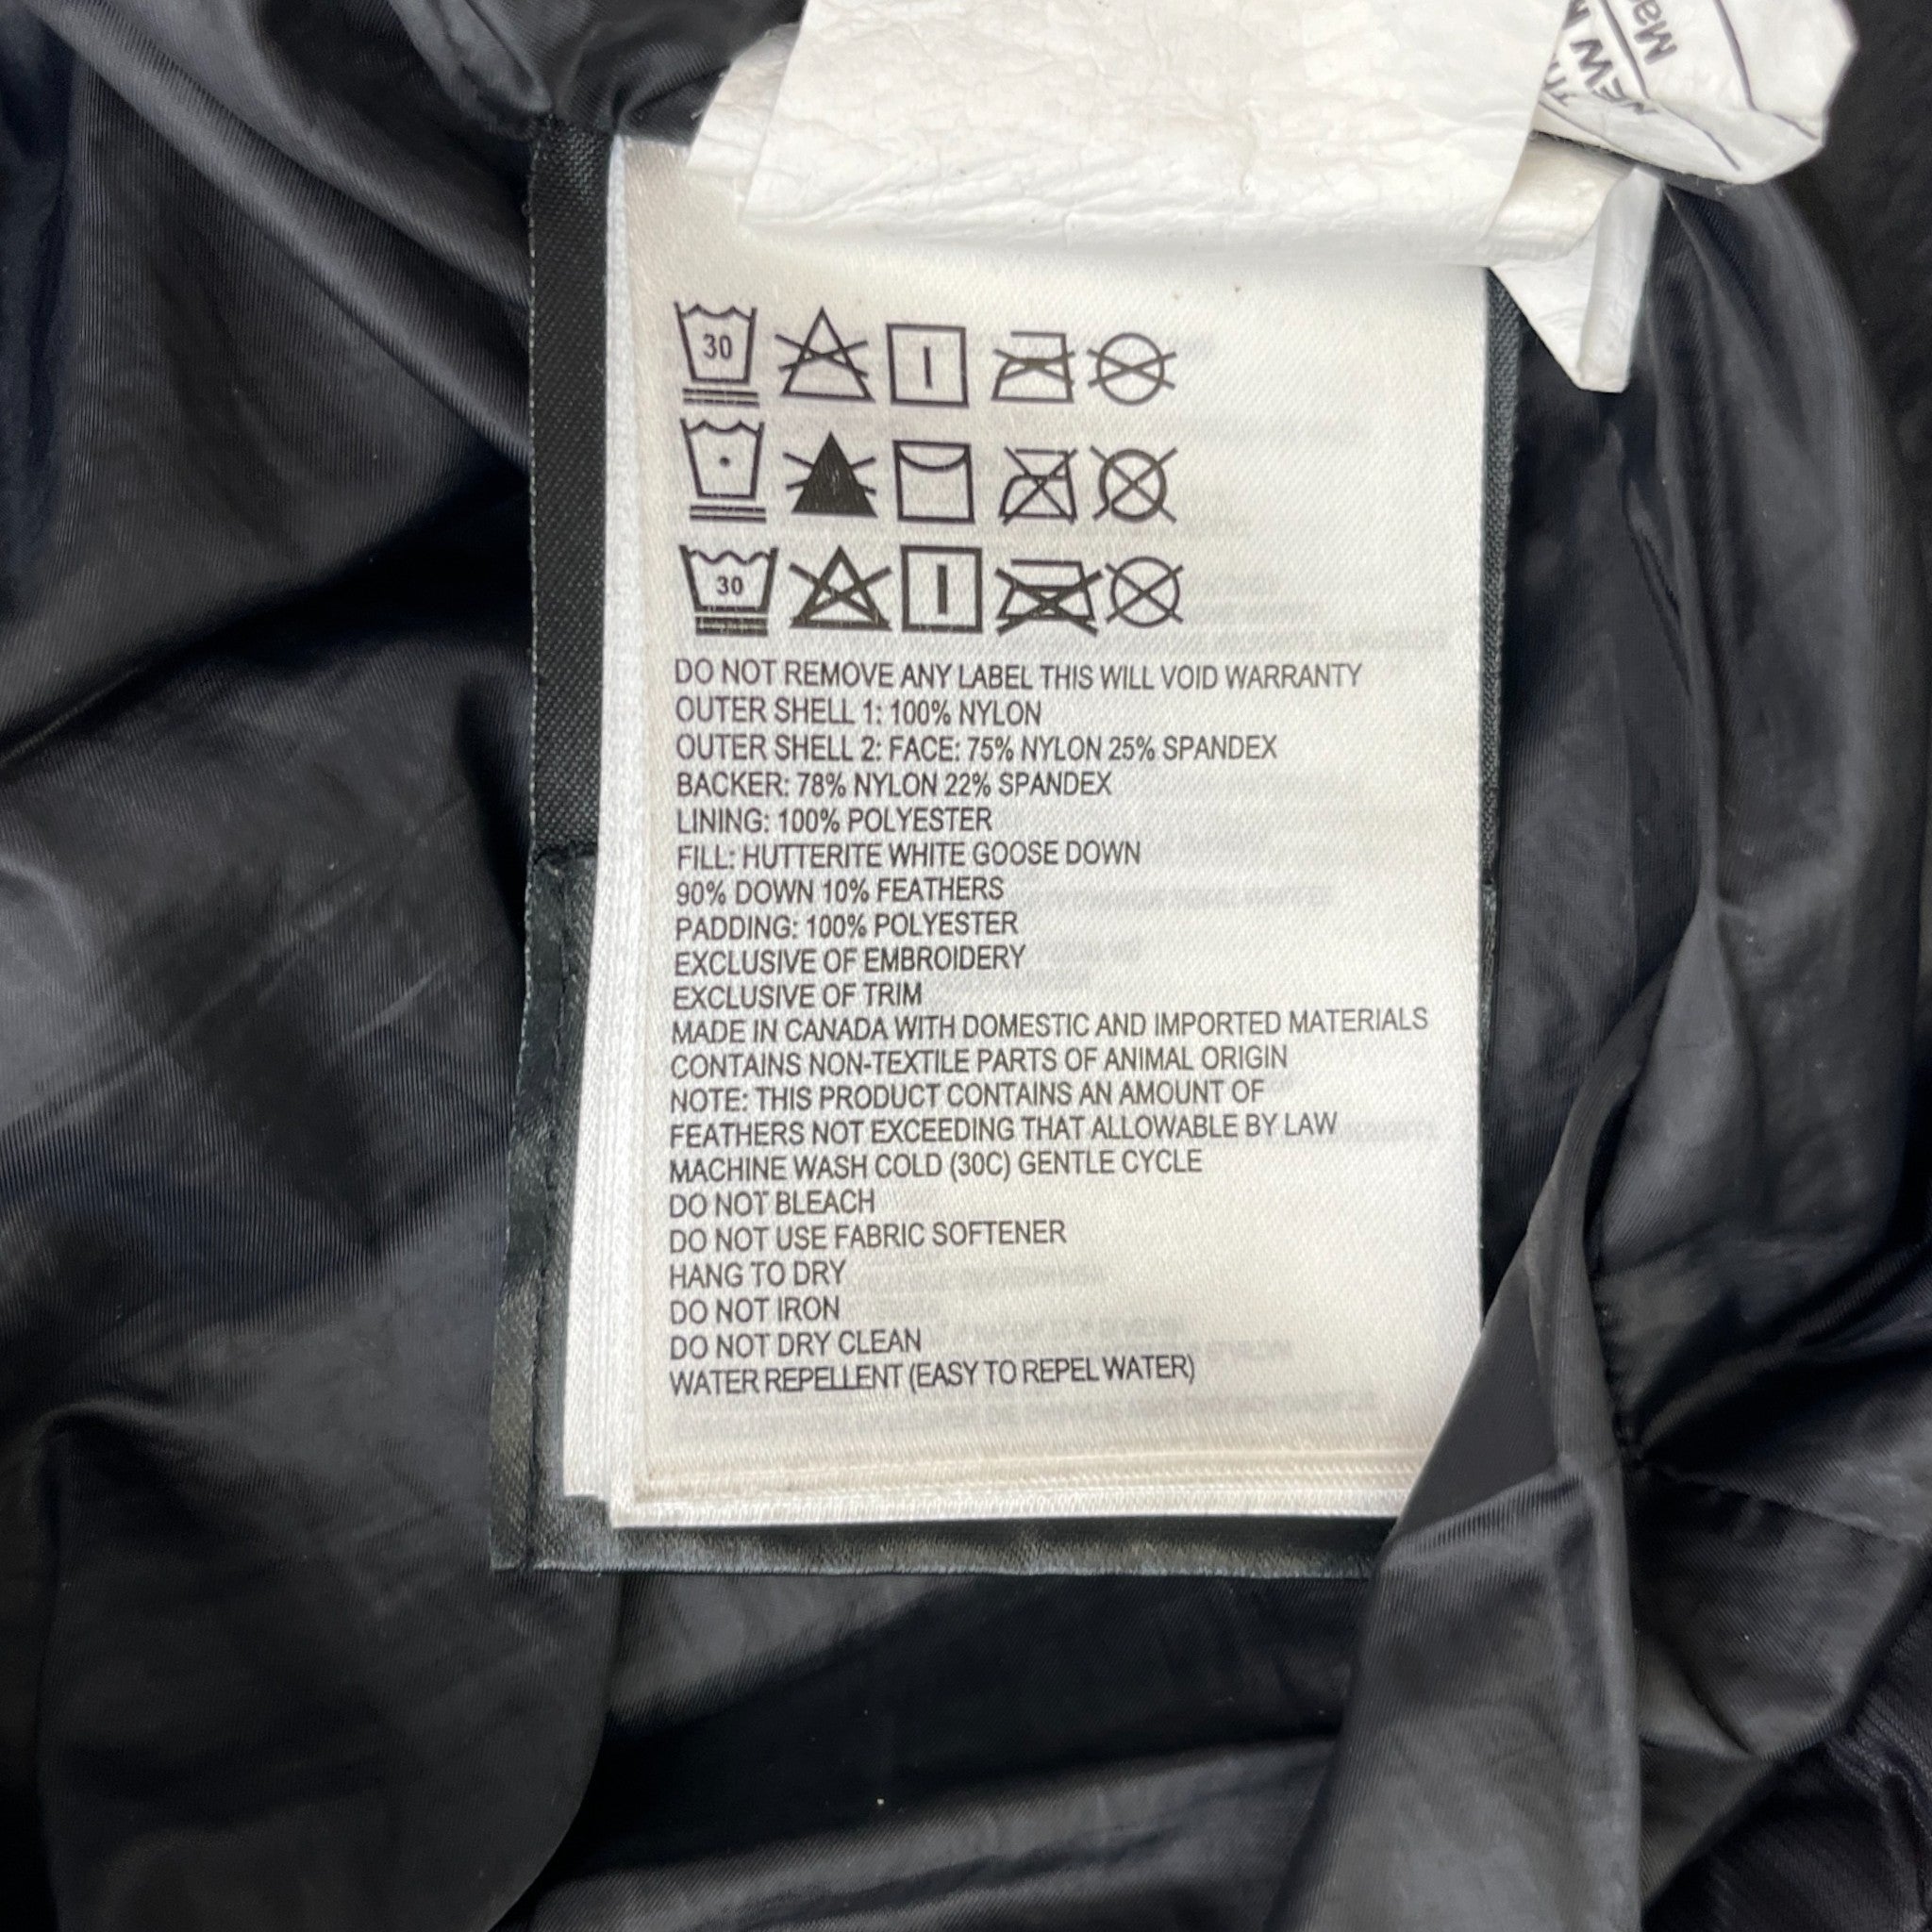 NEW
30
30
DO NOT REMOVE ANY LABEL THIS WILL VOID WARRANTY
OUTER SHELL 1: 100% NYLON
OUTER SHELL 2: FACE: 75% NYLON 25% SPANDEX
BACKER: 78% NYLON 22% SPANDEX
LINING: 100% POLYESTER
FILL: HUTTERITE WHITE GOOSE DOWN
90% DOWN 10% FEATHERS
PADDING: 100% POLYESTER
EXCLUSIVE OF EMBROIDERY
EXCLUSIVE OF TRIM
MADE IN CANADA WITH DOMESTIC AND IMPORTED MATERIALS
CONTAINS NON-TEXTILE PARTS OF ANIMAL ORIGIN
NOTE: THIS PRODUCT CONTAINS AN AMOUNT OF
FEATHERS NOT EXCEEDING THAT ALLOWABLE BY LAW
MACHINE WASH COLD (30C) GENTLE CYCLE
DO NOT BLEACH
DO NOT USE FABRIC SOFTENER
HANG TO DRY
DO NOT IRON
DO NOT DRY CLEAN
WATER REPELLENT (EASY TO REPEL WATER)